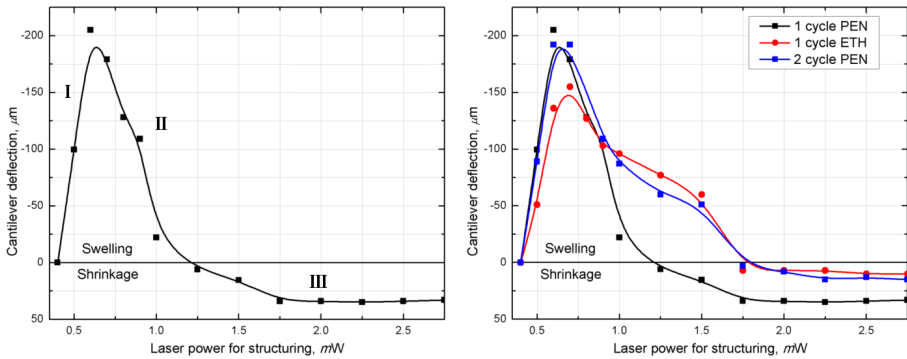 -200
-150
-100
-50
0
50
Cantilever deflection, μm
I
II
III
Swelling
Shrinkage
0.5 1.0 1.5 2.0 2.5
Laser power for structuring, mW
-200
-150
-100
-50
0
50
Cantilever deflection, μm
1 cycle PEN
1 cycle ETH
2 cycle PEN
Swelling
Shrinkage
0.5 1.0 1.5 2.0 2.5
Laser power for structuring, mW